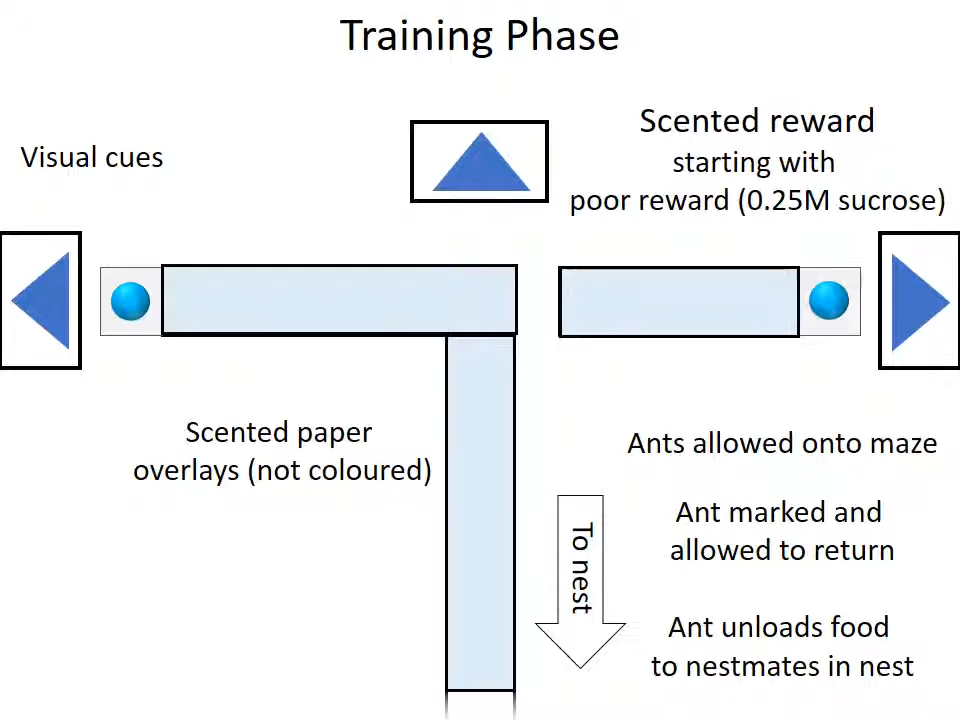 Training Phase
Visual cues
Scented reward
starting with
poor reward (0.25M sucrose)
Scented paper
overlays (not coloured)
To nest
Ants allowed onto maze
Ant marked and
allowed to return
Ant unloads food
to nestmates in nest